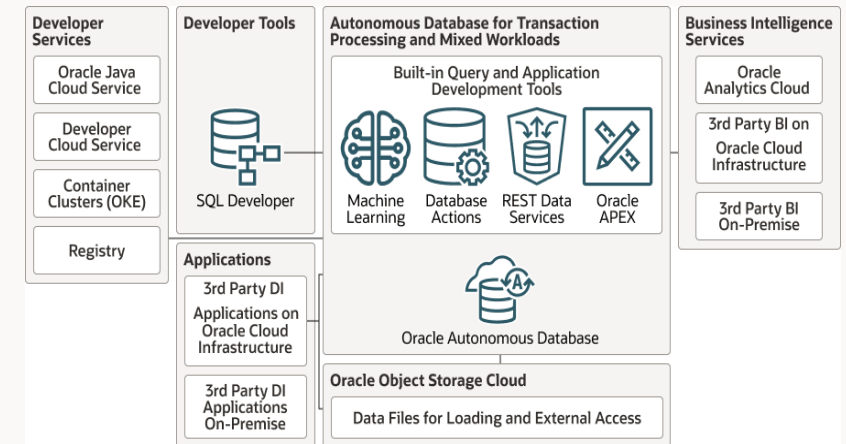 Developer
Services
Oracle Java
Cloud Service
Developer
Cloud Service
Container
Clusters (OKE)
Registry
Developer Tools
SQL Developer
Applications
3rd Party DI
Applications on
Oracle Cloud
Infrastructure
3rd Party DI
Applications
On-Premise
Autonomous Database for Transaction
Processing and Mixed Workloads
Built-in Query and Application
Development Tools
Machine
Learning
Database
Actions
REST Data
Services
Oracle
APEX
A
Oracle Autonomous Database
Oracle Object Storage Cloud
Data Files for Loading and External Access
Business Intelligence
Services
Oracle
Analytics Cloud
3rd Party BI on
Oracle Cloud
Infrastructure
3rd Party BI
On-Premise